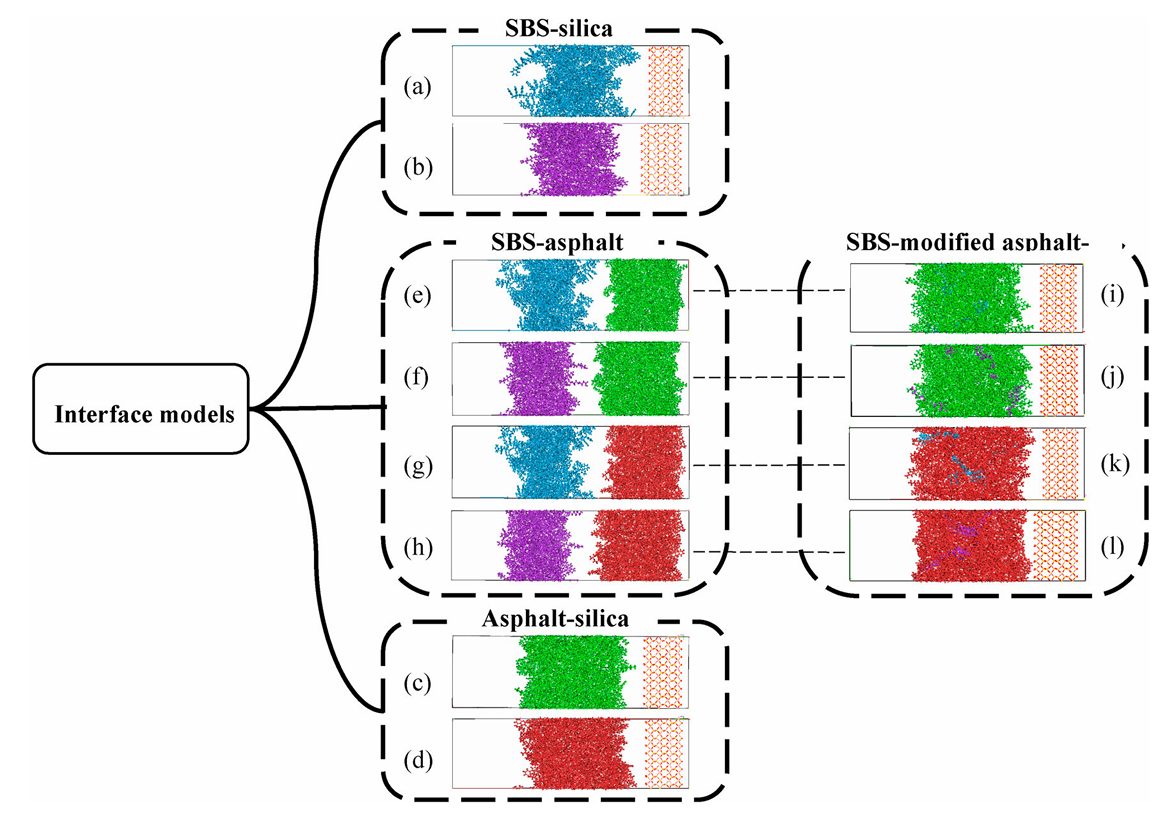 SBS-silica
(a)
(b)
SBS-asphalt
SBS-modified asphalt-
(e)
(i)
(f)
(j)
Interface models
(g)
(k)
(h)
(l)
Asphalt-silica
(c)
(d)